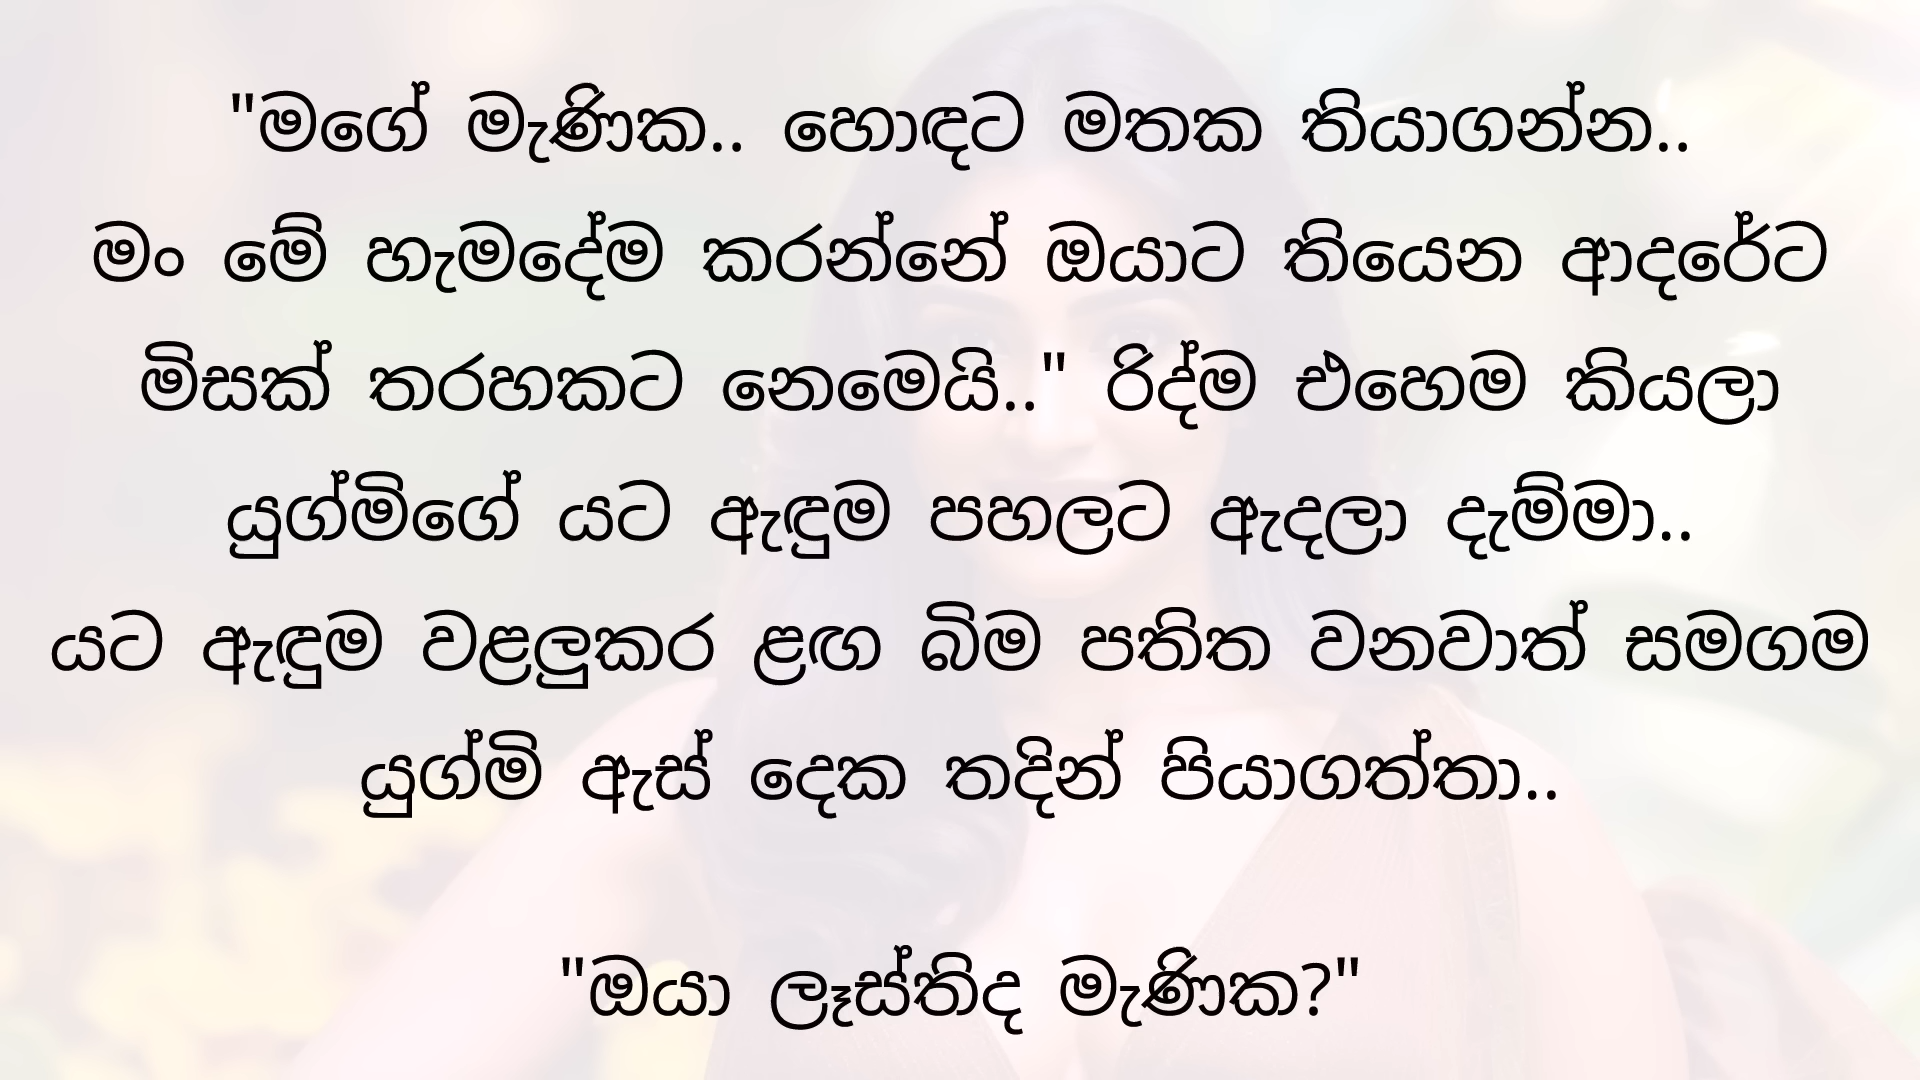 "මගේ මැණික.. හොඳට මතක තියාගන්න..
මං මේ හැමදේම කරන්නේ ඔයාට තියෙන ආදරේට
මිසක් තරහකට නෙමෙයි.." රිද්ම එහෙම කියලා
යුග්මිගේ යට ඇඳුම පහලට ඇදලා දැම්මා..
යට ඇඳුම වළලුකර ළඟ බිම පතිත වනවාත් සමගම
යුග්මි ඇස් දෙක තදින් පියාගත්තා..
"ඔයා ලෑස්තිද මැණික?"